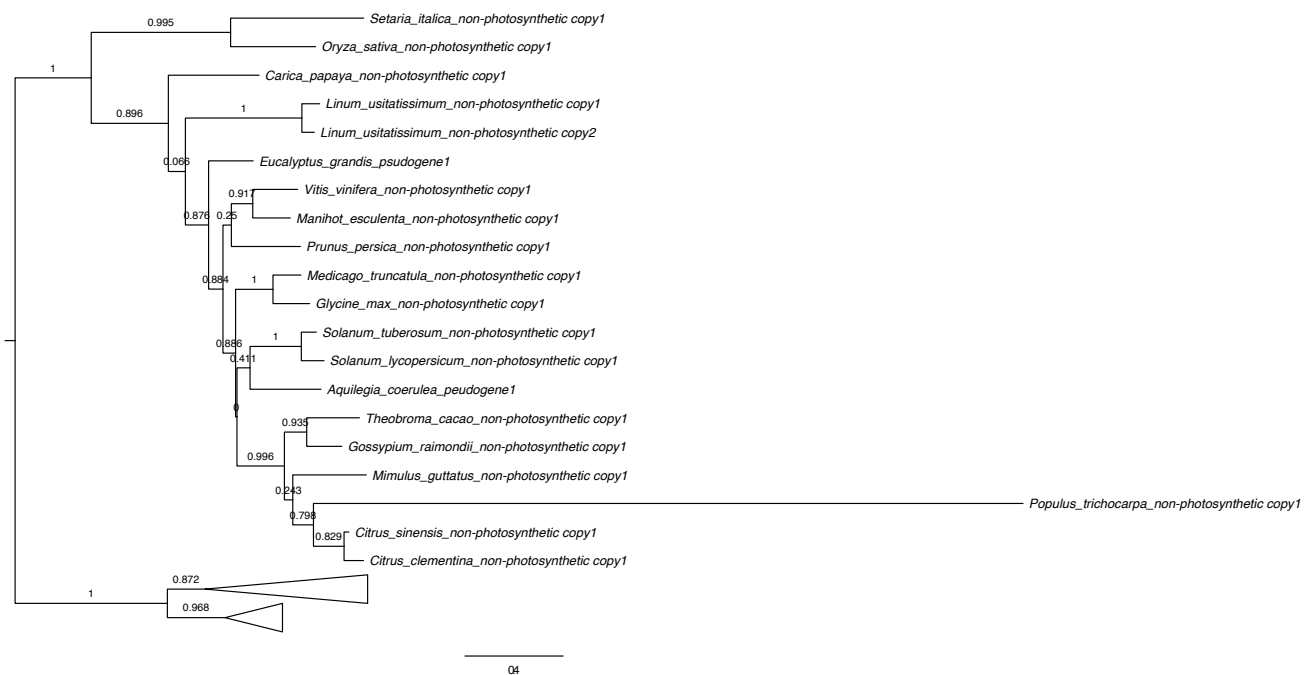 0.995
Setaria_italica_non-photosynthetic copy1
Oryza_sativa_non-photosynthetic copy1
1
Carica_papaya_non-photosynthetic copy1
0.896
1
Linum_usitatissimum_non-photosynthetic copy1
Linum_usitatissimum_non-photosynthetic copy2
0.066
Eucalyptus_grandis_psudogene1
0.917
Vitis_vinifera_non-photosynthetic copy1
0.876
0.25
Manihot_esculenta_non-photosynthetic copy1
Prunus_persica_non-photosynthetic copy1
0.884
1
Medicago_truncatula_non-photosynthetic copy1
Glycine_max_non-photosynthetic copy1
1
Solanum_tuberosum_non-photosynthetic copy1
0.886
0.411
Solanum_lycopersicum_non-photosynthetic copy1
Aquilegia_coerulea_peudogene1
0
0.935
Theobroma_cacao_non-photosynthetic copy1
0.996
Gossypium_raimondii_non-photosynthetic copy1
Mimulus_guttatus_non-photosynthetic copy1
0.243
Populus_trichocarpa_non-photosynthetic copy1
0.798
0.829
Citrus_sinensis_non-photosynthetic copy1
Citrus_clementina_non-photosynthetic copy1
0.872
1
0.968
0.4